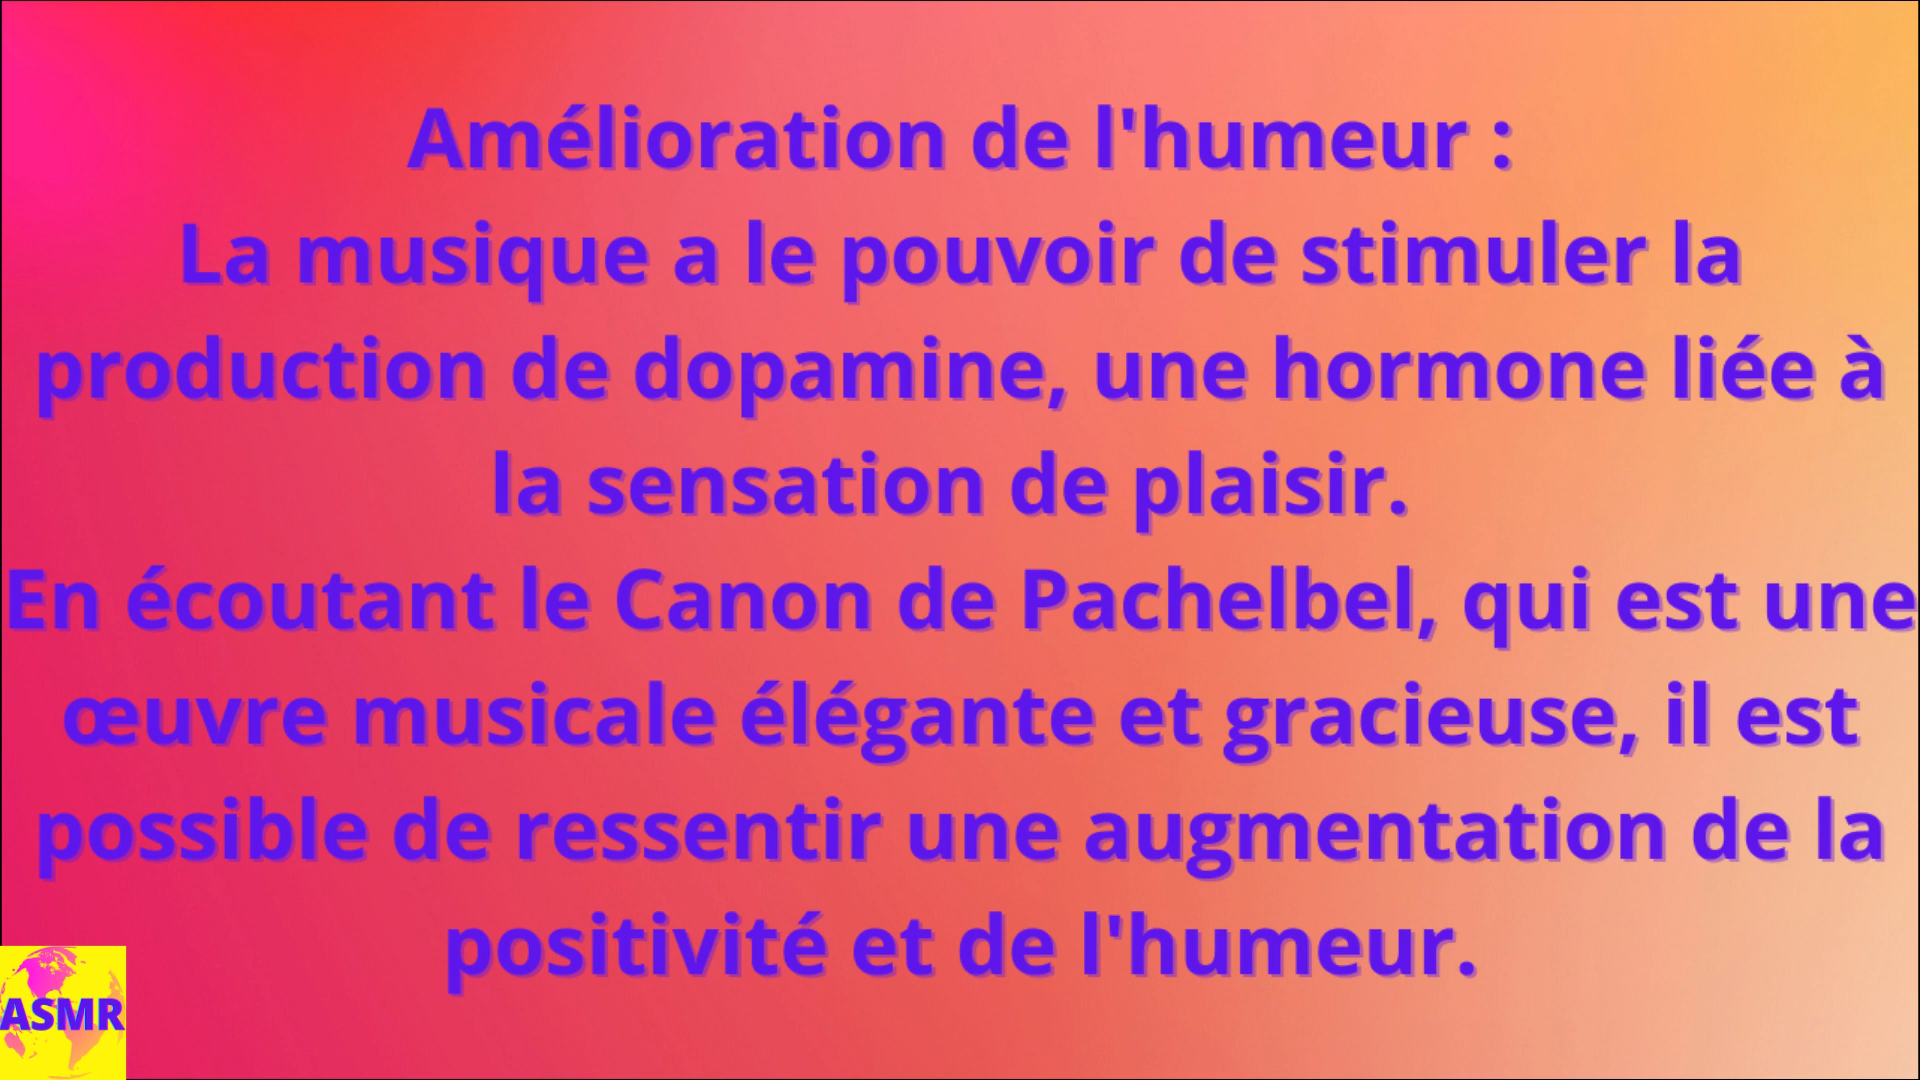 Amélioration de l'humeur :
La musique a le pouvoir de stimuler la
production de dopamine, une hormone liée à
la sensation de plaisir.
En écoutant le Canon de Pachelbel, qui est une
œuvre musicale élégante et gracieuse, il est
possible de ressentir une augmentation de la
positivité et de l'humeur.
ASMR